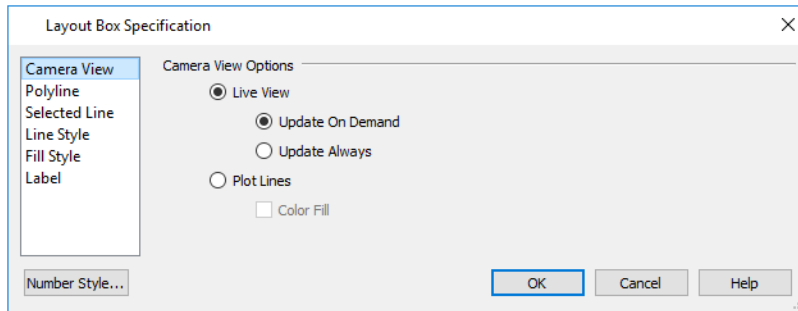 Layout Box Specification
Camera View
Polyline
Selected Line
Line Style
Fill Style
Label
Camera View Options
Live View
Update On Demand
Update Always
Plot Lines
Color Fill
Number Style...
OK
Cancel
Help